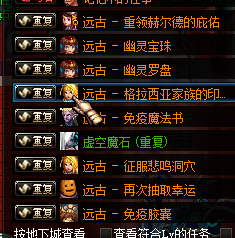 重复 远古 - 重领赫尔德的庇佑
重复 远古 - 幽灵宝珠
重复 远古 - 幽灵罗盘
重复 远古 - 格拉西亚家族的印...
重复 远古 - 免疫魔法书
重复 虚空魔石 (重复)
重复 远古 - 征服悲鸣洞穴
重复 远古 - 再次抽取幸运
重复 远古 - 免疫胶囊
按地下城查看 查看符合Lv的任务